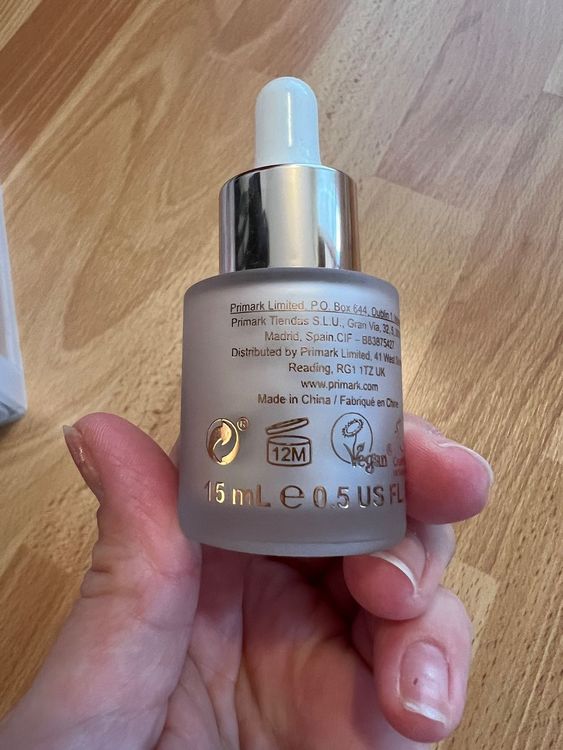 Primark Limited, P.O. Box 644, Dublin 1,
Primark Tiendas S.L.U., Gran Via, 32,
Madrid, Spain.CIF – B83875427
Distributed by Primark Limited, 41 West
Reading, RG1 1TZ UK
www.primark.com
Made in China / Fabriqué en Chine
®
12M
Vegan
15 mL ℮ 0.5 US FL